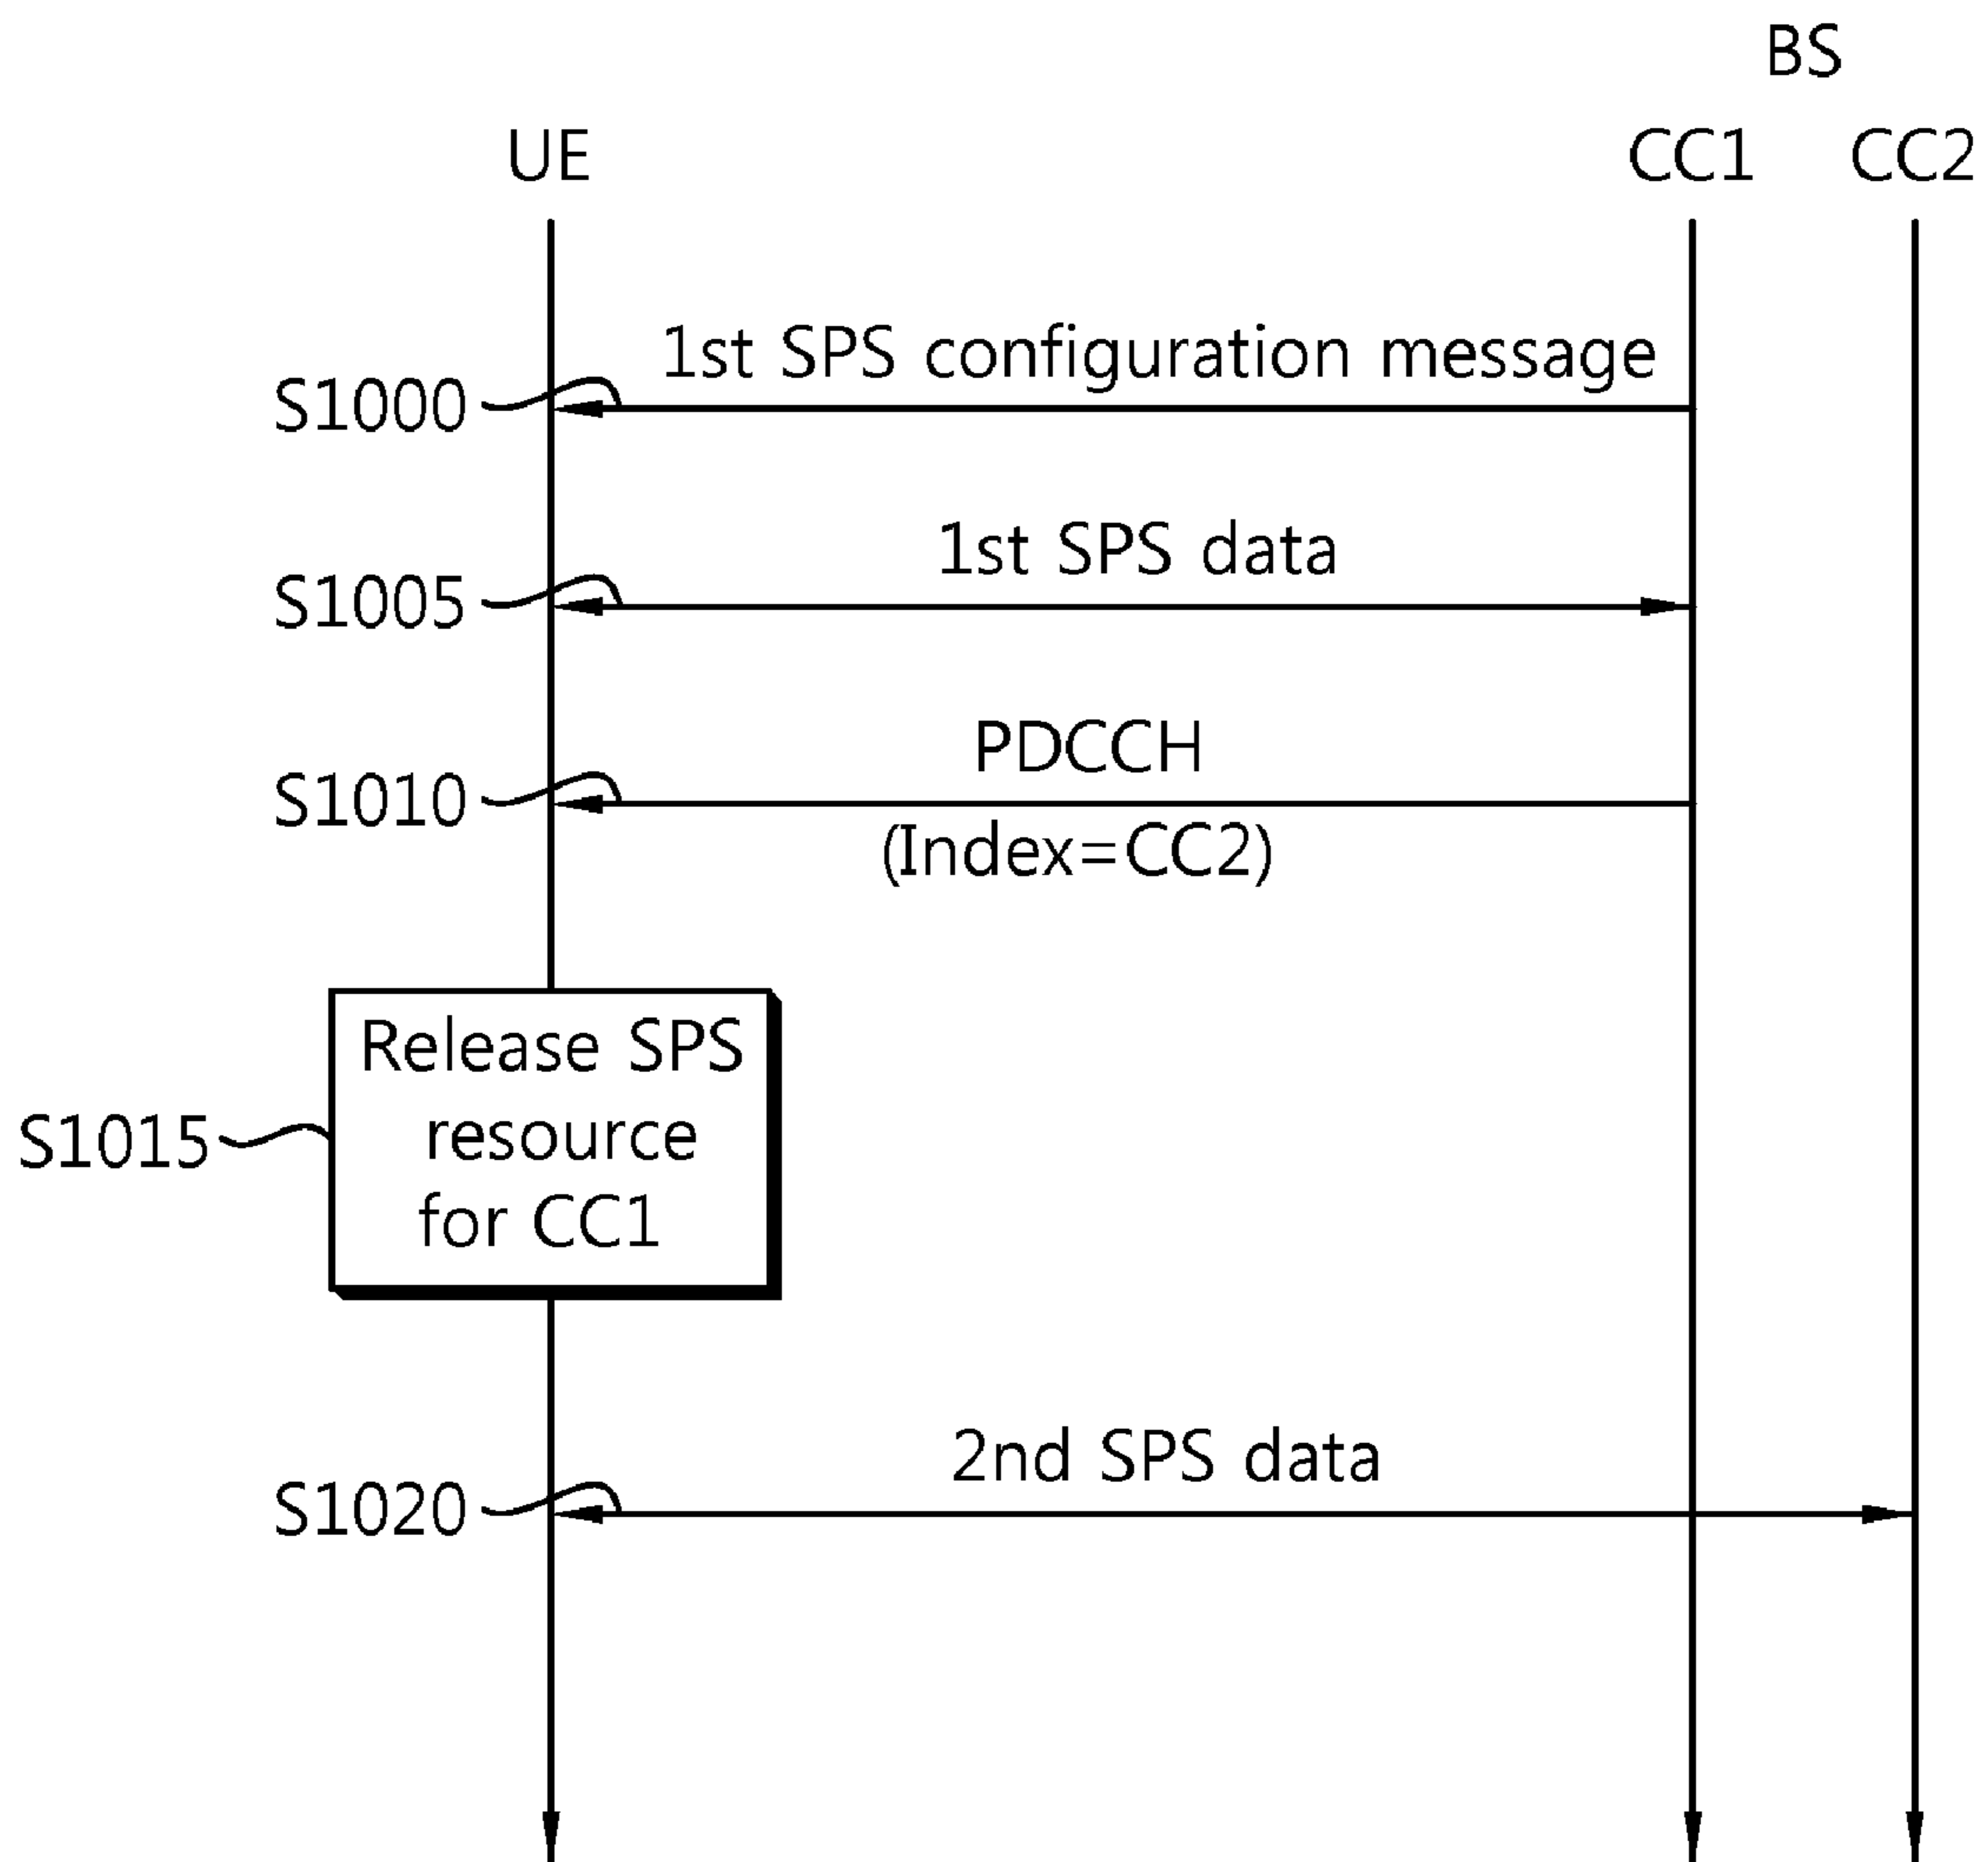 BS
UE
CC1
CC2
1st SPS configuration message
S1000
1st SPS data
S1005
PDCCH
S1010
(Index=CC2)
Release SPS
resource
for CC1
S1015
2nd SPS data
S1020